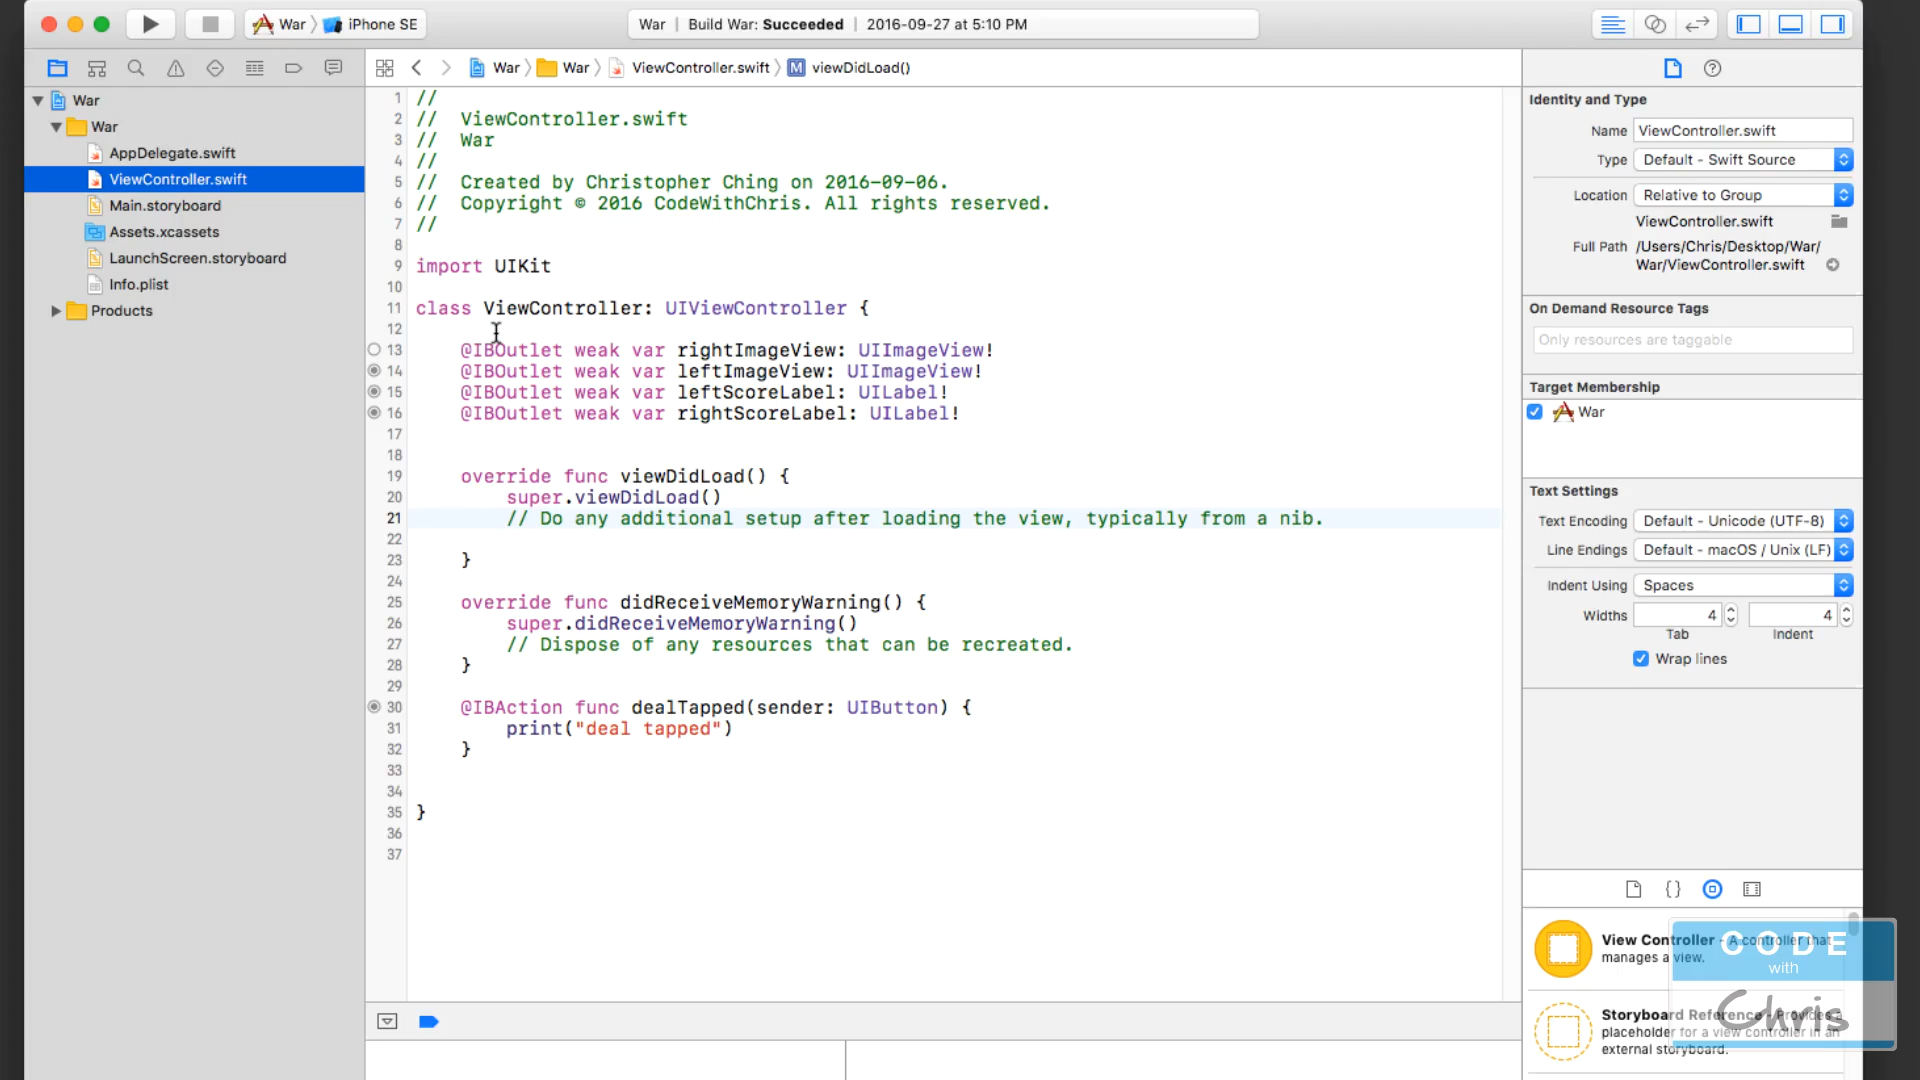 War 〉 iPhone SE
War | Build War: Succeeded | 2016-09-27 at 5:10 PM
War 〉 War 〉 ViewController.swift 〉 M viewDidLoad()
War
War
AppDelegate.swift
ViewController.swift
Main.storyboard
Assets.xcassets
LaunchScreen.storyboard
Info.plist
Products
1 //
2 //  ViewController.swift
3 //  War
4 //
5 //  Created by Christopher Ching on 2016-09-06.
6 //  Copyright © 2016 CodeWithChris. All rights reserved.
7 //
8
9 import UIKit
10
11 class ViewController: UIViewController {
12
13     @IBOutlet weak var rightImageView: UIImageView!
14     @IBOutlet weak var leftImageView: UIImageView!
15     @IBOutlet weak var leftScoreLabel: UILabel!
16     @IBOutlet weak var rightScoreLabel: UILabel!
17
18
19     override func viewDidLoad() {
20         super.viewDidLoad()
21         // Do any additional setup after loading the view, typically from a nib.
22
23     }
24
25     override func didReceiveMemoryWarning() {
26         super.didReceiveMemoryWarning()
27         // Dispose of any resources that can be recreated.
28     }
29
30     @IBAction func dealTapped(sender: UIButton) {
31         print("deal tapped")
32     }
33
34
35 }
36
37
Identity and Type
Name ViewController.swift
Type Default - Swift Source
Location Relative to Group
ViewController.swift
Full Path /Users/Chris/Desktop/War/
War/ViewController.swift
On Demand Resource Tags
Only resources are taggable
Target Membership
War
Text Settings
Text Encoding Default - Unicode (UTF-8)
Line Endings Default - macOS / Unix (LF)
Indent Using Spaces
Widths 4 4
Tab Indent
Wrap lines
{}
View Controller - A controller that
manages a view.
Storyboard Reference - Provides a
placeholder for a view controller in an
external storyboard.
CODE
with
Chris